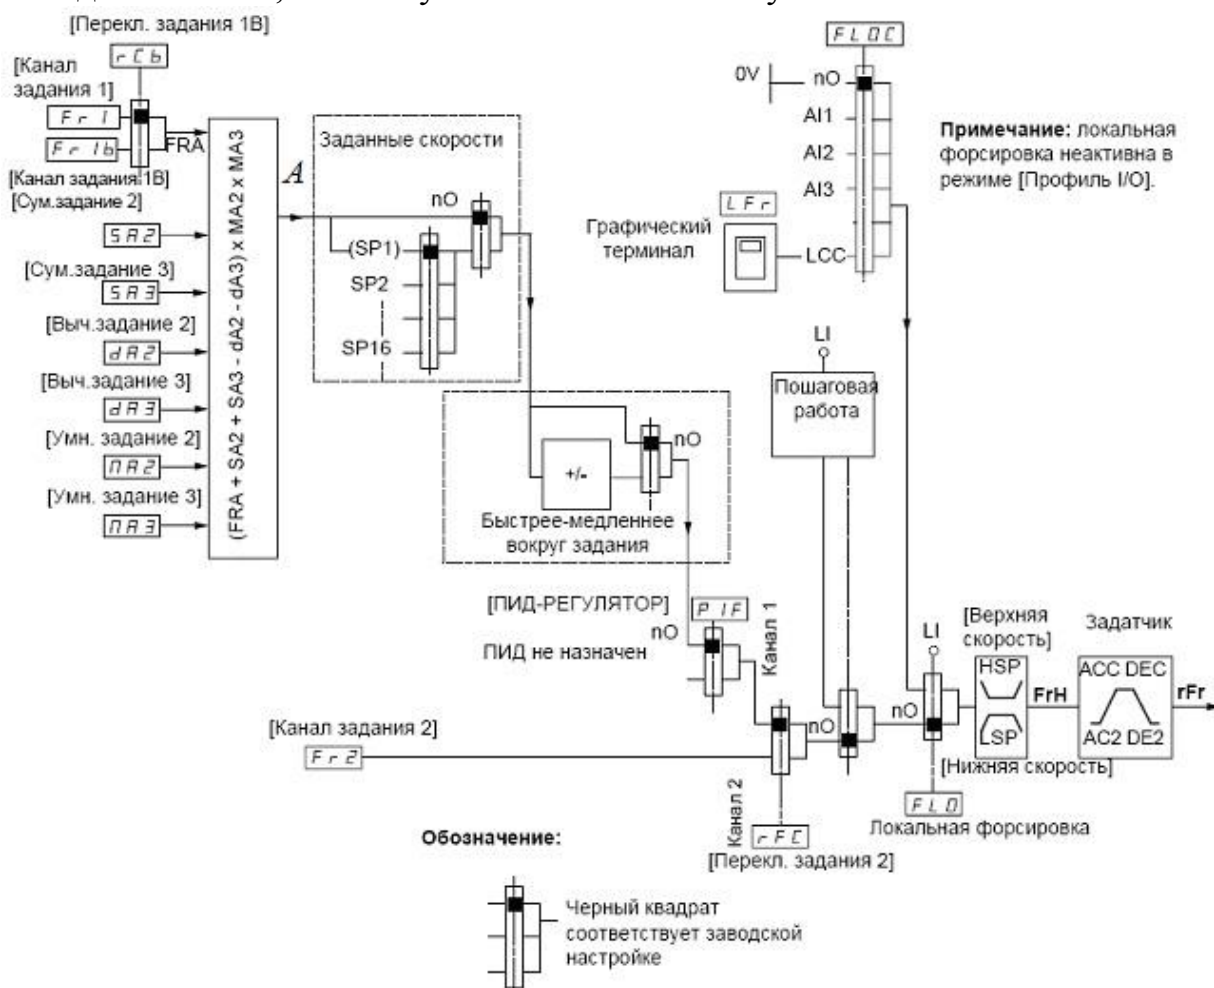 [Перекл. задания 1B]
rCb
[Канал
задания 1]
Fr1
Fr1b
FRA
[Канал задания 1B]
[Сум.задание 2]
SA2
[Сум.задание 3]
SA3
[Выч.задание 2]
dA2
[Выч.задание 3]
dA3
[Умн. задание 2]
MA2
[Умн. задание 3]
MA3
(FRA + SA2 + SA3 - dA2 - dA3) x MA2 x MA3
A
Заданные скорости
nO
(SP1)
SP2
SP16
+/-
nO
Быстрее-медленнее
вокруг задания
[ПИД-РЕГУЛЯТОР]
PIF
nO
ПИД не назначен
Канал 1
[Канал задания 2]
Fr2
Канал 2
rFC
[Перекл. задания 2]
nO
FLOC
0V
nO
AI1
AI2
AI3
LFr
Графический
терминал
LCC
Примечание: локальная
форсировка неактивна в
режиме [Профиль I/O].
LI
Пошаговая
работа
LI
nO
FLO
Локальная форсировка
[Верхняя
скорость]
HSP
LSP
[Нижняя скорость]
FrH
Задатчик
ACC DEC
AC2 DE2
rFr
Обозначение:
Черный квадрат
соответствует заводской
настройке